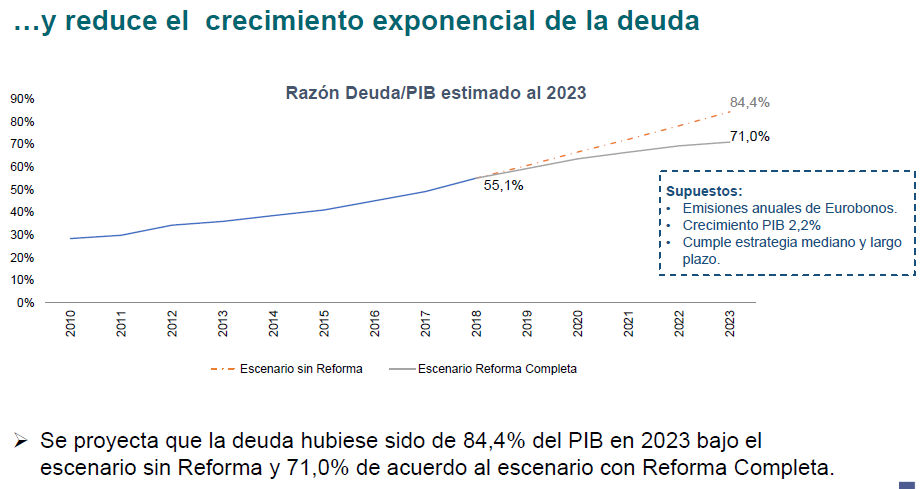 …y reduce el crecimiento exponencial de la deuda
Razón Deuda/PIB estimado al 2023
90%
80%
70%
60%
50%
40%
30%
20%
10%
0%
84,4%
71,0%
55,1%
Supuestos:
• Emisiones anuales de Eurobonos.
• Crecimiento PIB 2,2%
• Cumple estrategia mediano y largo
plazo.
2010
2011
2012
2013
2014
2015
2016
2017
2018
2019
2020
2021
2022
2023
Escenario sin Reforma
Escenario Reforma Completa
➢ Se proyecta que la deuda hubiese sido de 84,4% del PIB en 2023 bajo el
escenario sin Reforma y 71,0% de acuerdo al escenario con Reforma Completa.